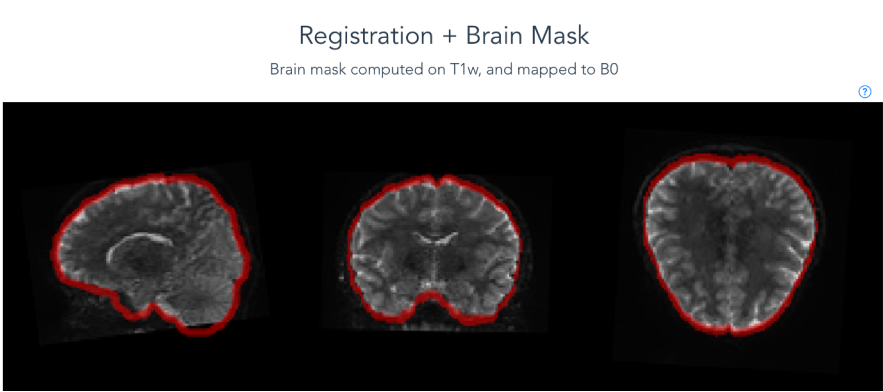 Registration + Brain Mask
Brain mask computed on T1w, and mapped to B0
?